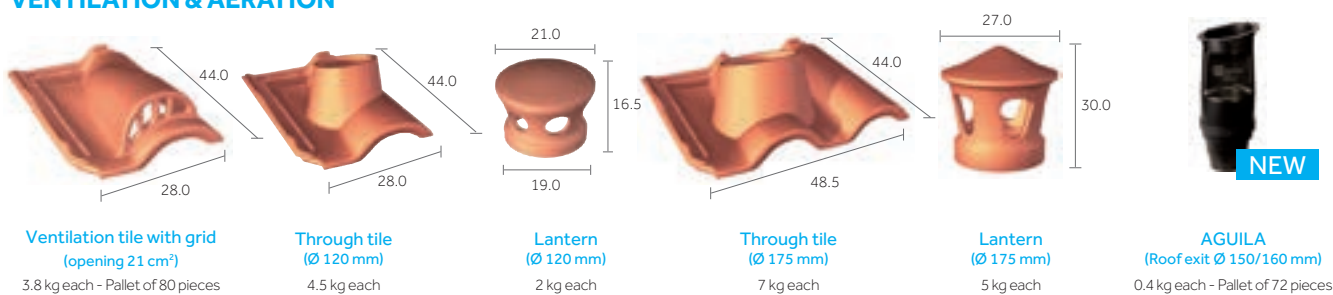 VENTILATION & AERATION
44.0
28.0
44.0
28.0
21.0
16.5
19.0
44.0
48.5
27.0
30.0
NEW
Ventilation tile with grid
(opening 21 cm²)
3.8 kg each - Pallet of 80 pieces
Through tile
(Ø 120 mm)
4.5 kg each
Lantern
(Ø 120 mm)
2 kg each
Through tile
(Ø 175 mm)
7 kg each
Lantern
(Ø 175 mm)
5 kg each
AGUILA
(Roof exit Ø 150/160 mm)
0.4 kg each - Pallet of 72 pieces